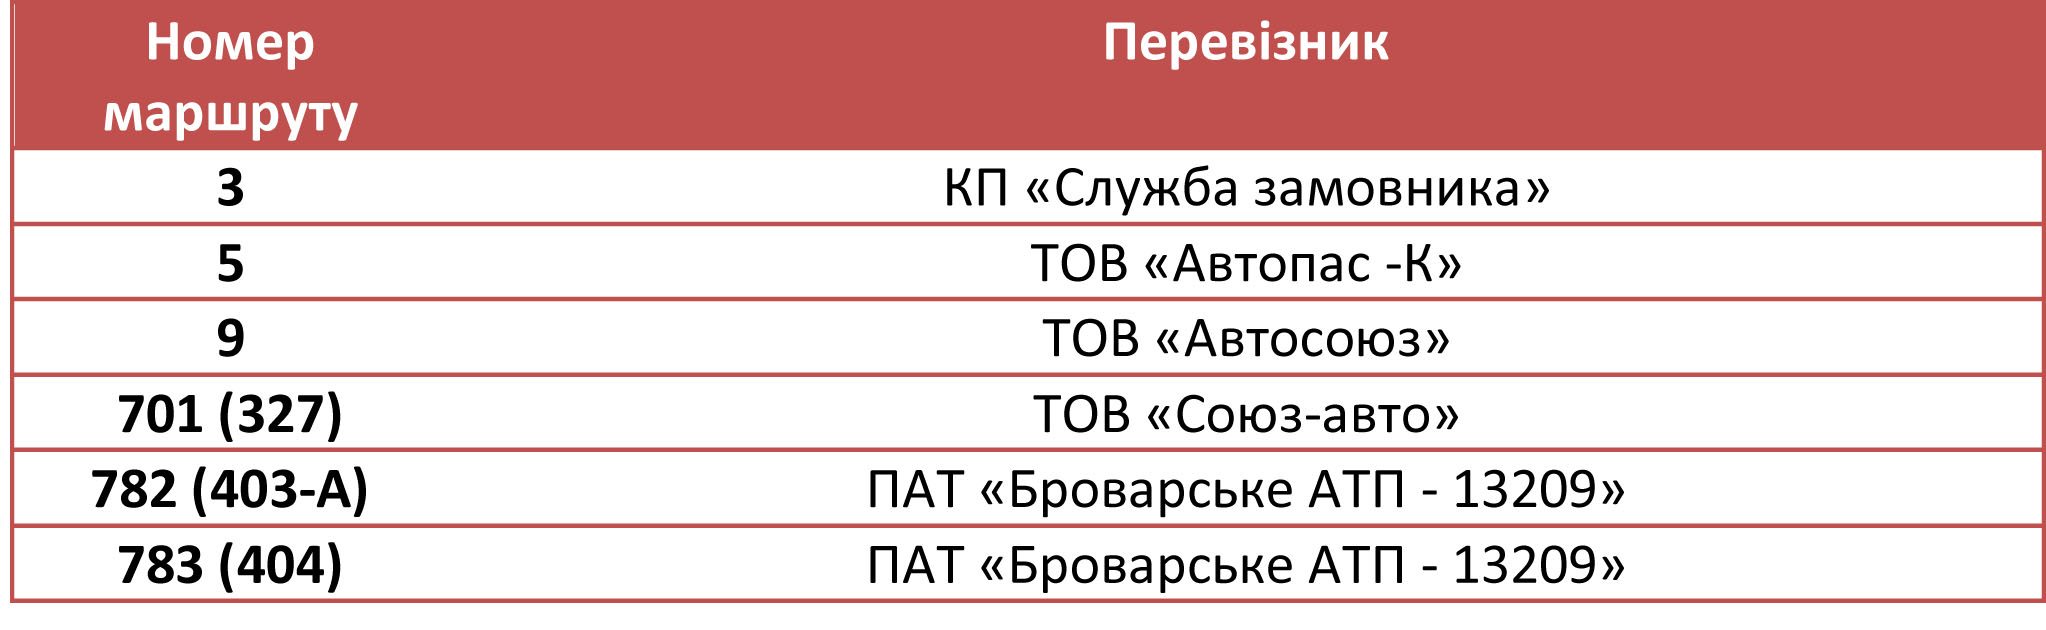 Номер Перевізник
маршруту
3 КП «Служба замовника»
5 ТОВ «Автопас -К»
9 ТОВ «Автосоюз»
701 (327) ТОВ «Союз-авто»
782 (403-А) ПАТ «Броварське АТП - 13209»
783 (404) ПАТ «Броварське АТП - 13209»